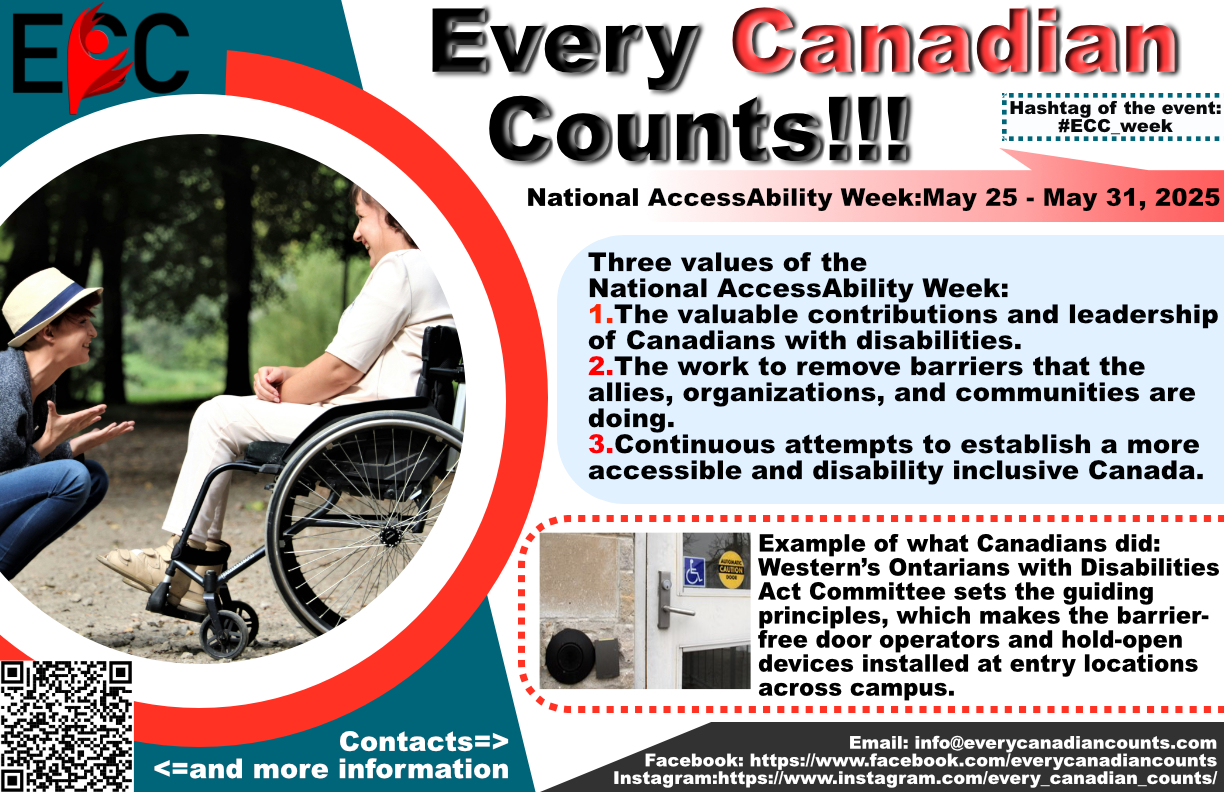 ECC
Every Canadian
Counts!!!
Hashtag of the event:
#ECC_week
National AccessAbility Week:May 25 - May 31, 2025
Three values of the
National AccessAbility Week:
1.The valuable contributions and leadership
of Canadians with disabilities.
2.The work to remove barriers that the
allies, organizations, and communities are
doing.
3.Continuous attempts to establish a more
accessible and disability inclusive Canada.
AUTOMATIC
CAUTION
DOOR
Example of what Canadians did:
Western’s Ontarians with Disabilities
Act Committee sets the guiding
principles, which makes the barrier-
free door operators and hold-open
devices installed at entry locations
across campus.
Contacts=>
<=and more information
Email: info@everycanadiancounts.com
Facebook: https://www.facebook.com/everycanadiancounts
Instagram:https://www.instagram.com/every_canadian_counts/